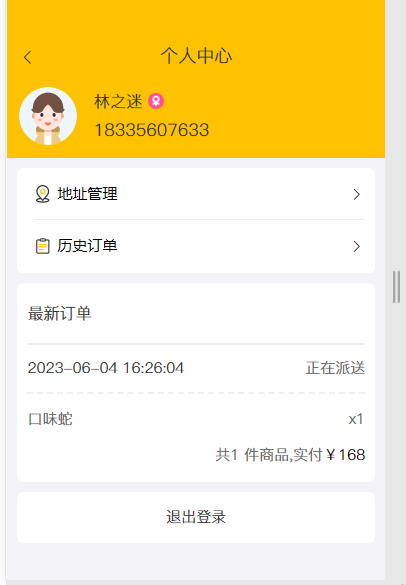 个人中心
林之迷
18335607633
地址管理
历史订单
最新订单
2023-06-04 16:26:04 正在派送
口味蛇 x1
共1 件商品,实付￥168
退出登录